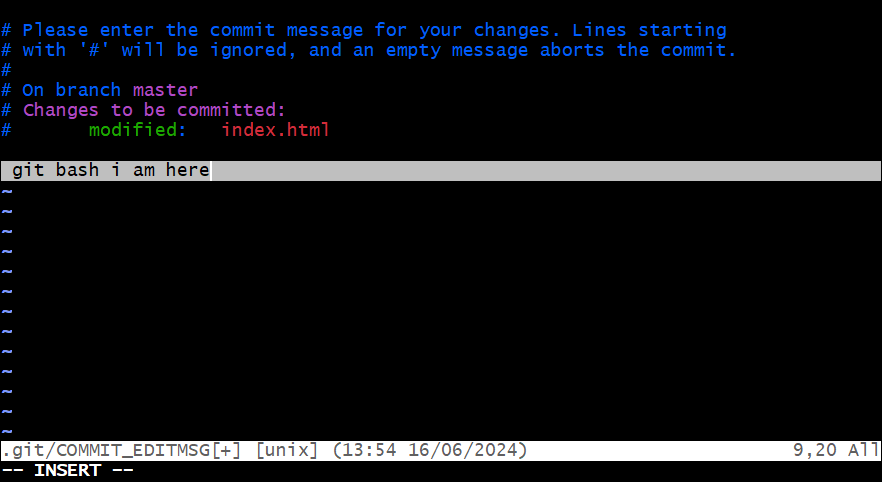 # Please enter the commit message for your changes. Lines starting
# with '#' will be ignored, and an empty message aborts the commit.
#
# On branch master
# Changes to be committed:
#       modified:   index.html
 git bash i am here
~
~
~
~
~
~
~
~
~
~
~
~
~
.git/COMMIT_EDITMSG[+] [unix] (13:54 16/06/2024)                        9,20 All
-- INSERT --